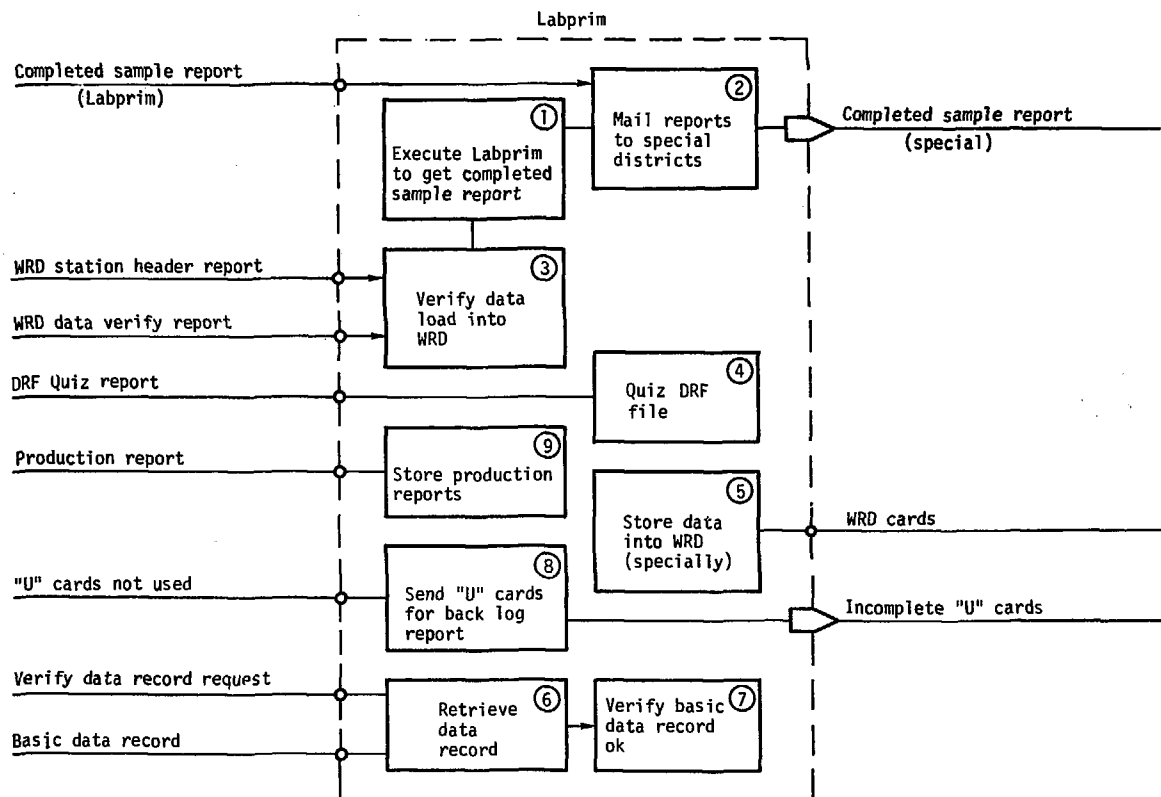 Labprim
Completed sample report
(Labprim)
1
Execute Labprim
to get completed
sample report
2
Mail reports
to special
districts
Completed sample report
(special)
WRD station header report
WRD data verify report
3
Verify data
load into
WRD
DRF Quiz report
4
Quiz DRF
file
Production report
9
Store production
reports
5
Store data
into WRD
(specially)
WRD cards
"U" cards not used
8
Send "U" cards
for back log
report
Incomplete "U" cards
Verify data record request
Basic data record
6
Retrieve
data
record
7
Verify basic
data record
ok